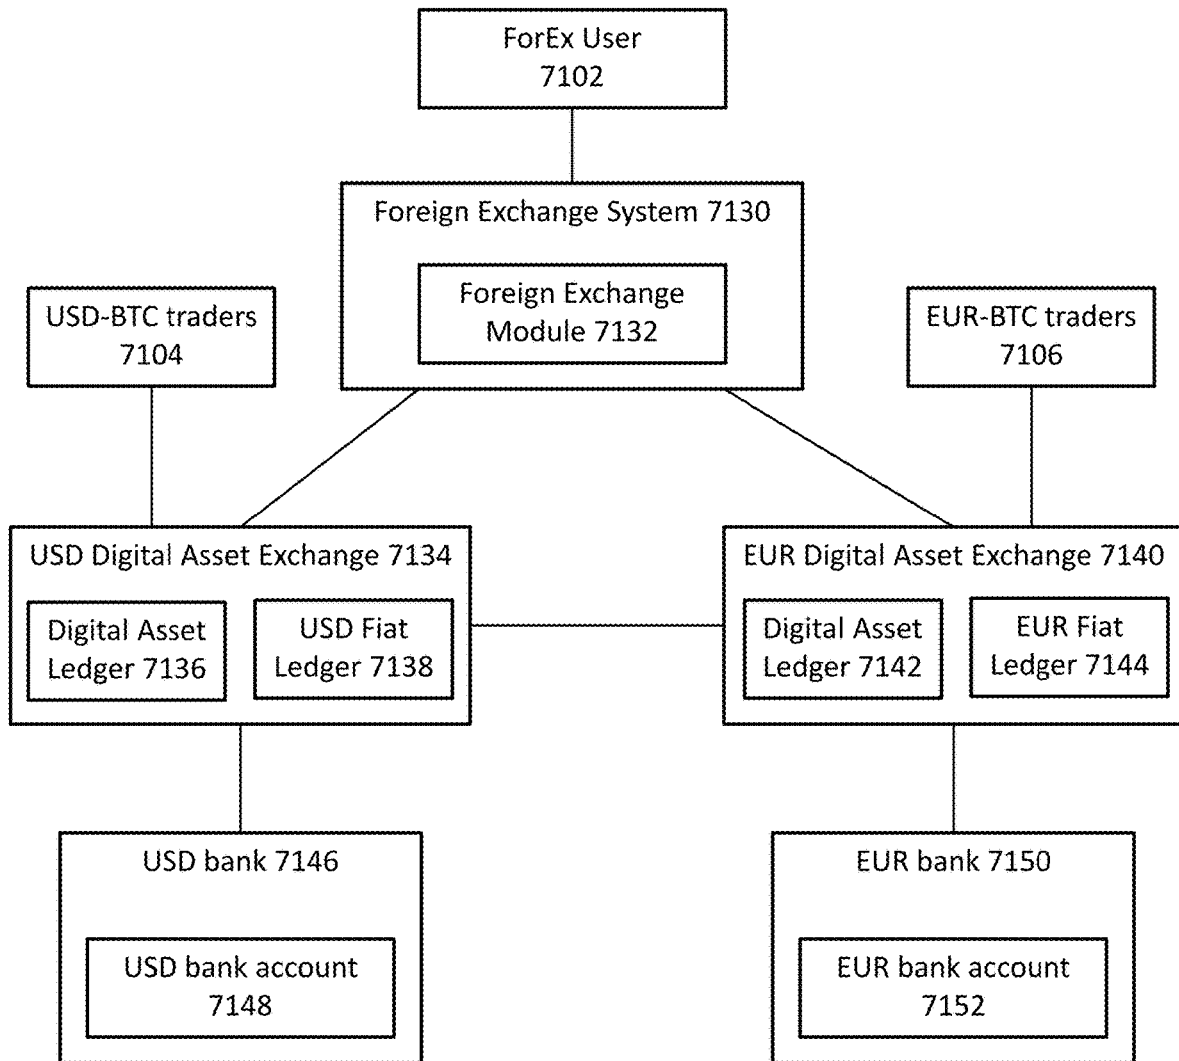 ForEx User
7102
Foreign Exchange System 7130
Foreign Exchange
Module 7132
USD-BTC traders
7104
EUR-BTC traders
7106
USD Digital Asset Exchange 7134
Digital Asset
Ledger 7136
USD Fiat
Ledger 7138
EUR Digital Asset Exchange 7140
Digital Asset
Ledger 7142
EUR Fiat
Ledger 7144
USD bank 7146
USD bank account
7148
EUR bank 7150
EUR bank account
7152